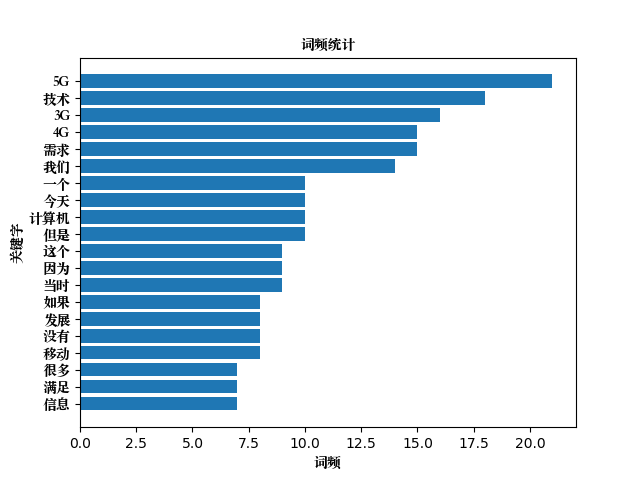 词频统计
5G
技术
3G
4G
需求
我们
一个
今天
计算机
但是
这个
因为
当时
如果
发展
没有
移动
很多
满足
信息
关键字
0.0 2.5 5.0 7.5 10.0 12.5 15.0 17.5 20.0
词频